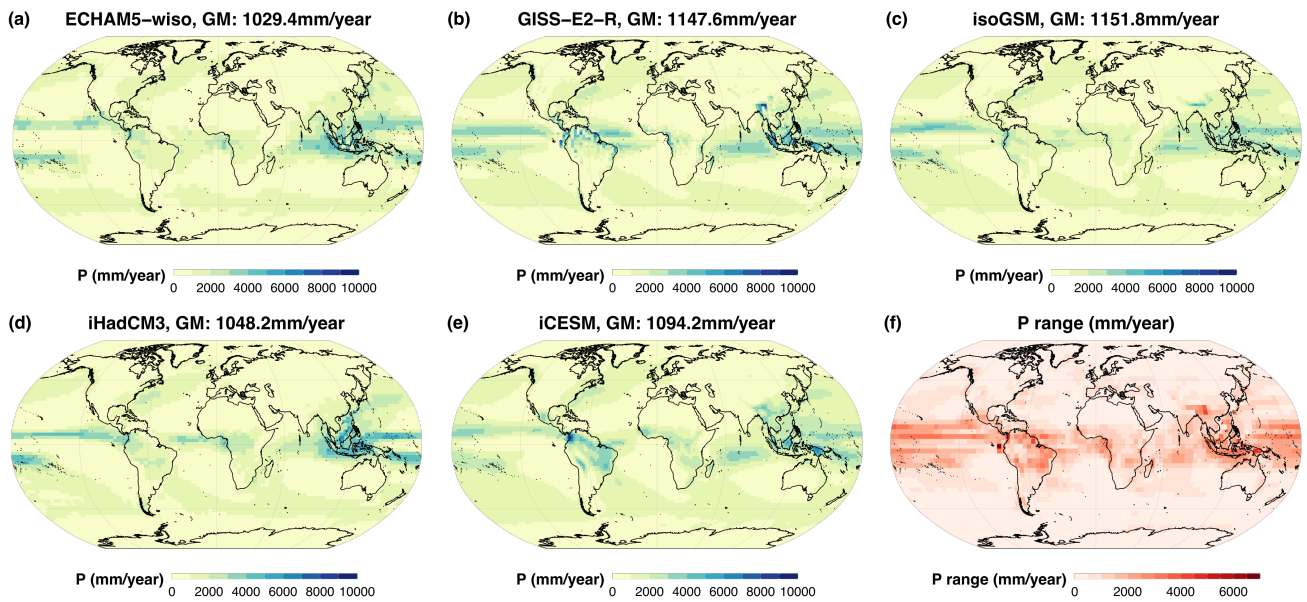 (a) ECHAM5−wiso, GM: 1029.4mm/year
(b) GISS−E2−R, GM: 1147.6mm/year
(c) isoGSM, GM: 1151.8mm/year
P (mm/year)
0 2000 4000 6000 8000 10000
P (mm/year)
0 2000 4000 6000 8000 10000
P (mm/year)
0 2000 4000 6000 8000 10000
(d) iHadCM3, GM: 1048.2mm/year
(e) iCESM, GM: 1094.2mm/year
(f) P range (mm/year)
P (mm/year)
0 2000 4000 6000 8000 10000
P (mm/year)
0 2000 4000 6000 8000 10000
P range (mm/year)
0 2000 4000 6000